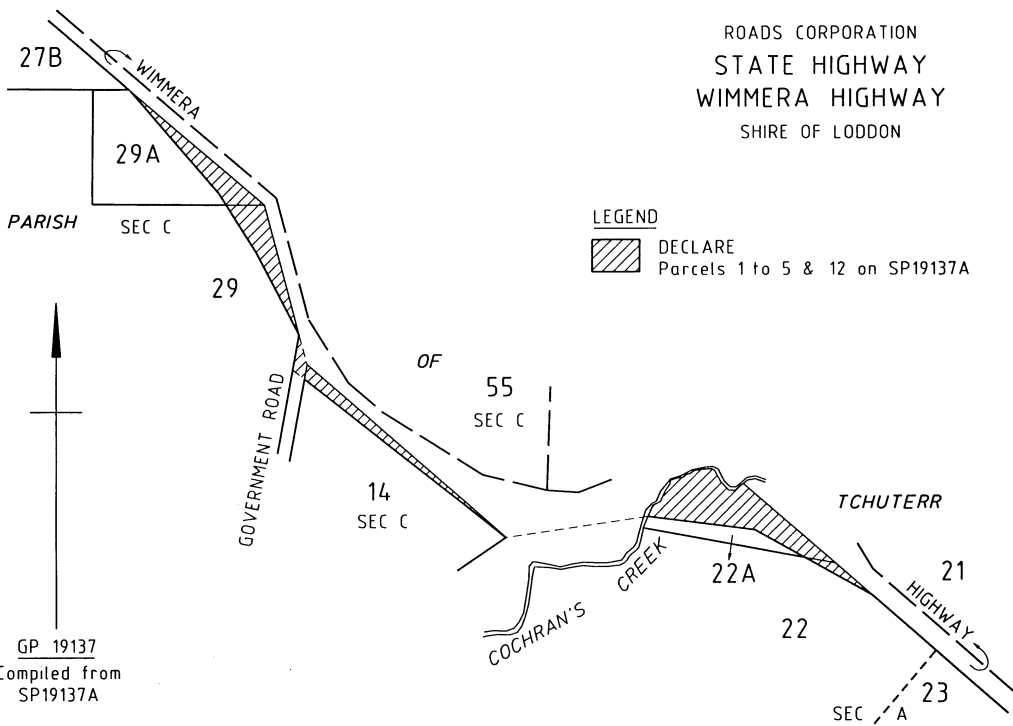 ROADS CORPORATION
STATE HIGHWAY
WIMMERA HIGHWAY
SHIRE OF LODDON
27B
WIMMERA
29A
PARISH
SEC C
LEGEND
DECLARE
Parcels 1 to 5 & 12 on SP19137A
29
OF
55
SEC C
GOVERNMENT ROAD
14
SEC C
TCHUTERR
COCHRAN'S
CREEK
22A
21
HIGHWAY
22
23
SEC A
GP 19137
Compiled from
SP19137A